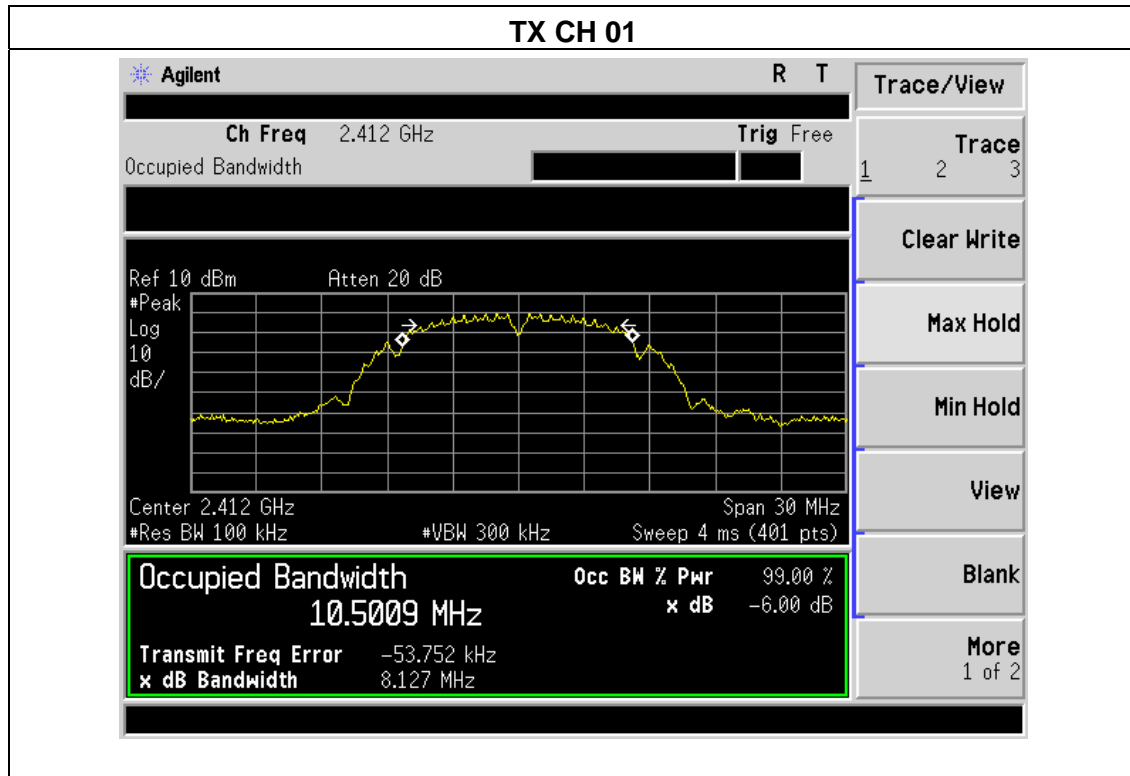 TX CH 01
Agilent R T
Trace/View
Ch Freq 2.412 GHz Trig Free
Occupied Bandwidth
Trace
1 2 3
Clear Write
Ref 10 dBm Atten 20 dB
#Peak
Log
10
dB/
Max Hold
Min Hold
View
Center 2.412 GHz Span 30 MHz
#Res BW 100 kHz #VBW 300 kHz Sweep 4 ms (401 pts)
Occupied Bandwidth Occ BW % Pwr 99.00 %
10.5009 MHz x dB -6.00 dB
Blank
Transmit Freq Error -53.752 kHz
x dB Bandwidth 8.127 MHz
More
1 of 2